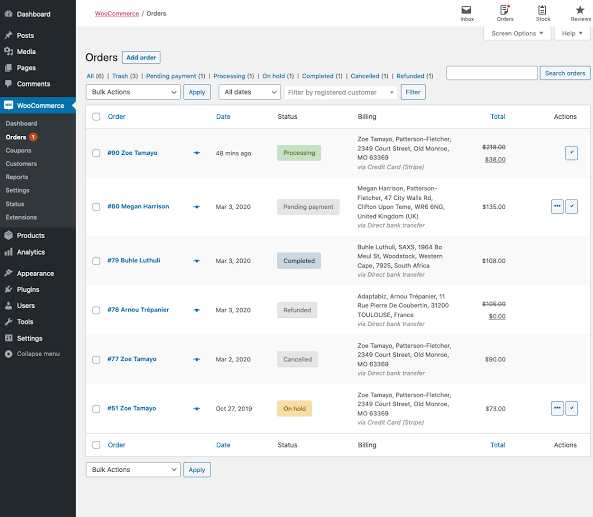 Dashboard
Posts
Media
Pages
Comments
WooCommerce
Dashboard
Orders 1
Coupons
Customers
Reports
Settings
Status
Extensions
Products
Analytics
Appearance
Plugins
Users
Tools
Settings
Collapse menu
WooCommerce / Orders
Inbox
Orders
Stock
Reviews
Screen Options ▼
Help ▼
Orders Add order
All (6) | Trash (3) | Pending payment (1) | Processing (1) | On hold (1) | Completed (1) | Cancelled (1) | Refunded (1)
Search orders
Bulk Actions Apply All dates Filter by registered customer Filter
Order Date Status Billing Total Actions
#90 Zoe Tamayo 48 mins ago Processing
Zoe Tamayo, Patterson-Fletcher,
2349 Court Street, Old Monroe,
MO 63369
via Credit Card (Stripe)
$218.00
$38.00
#80 Megan Harrison Mar 3, 2020 Pending payment
Megan Harrison, Patterson-
Fletcher, 47 City Walls Rd,
Clifton Upon Teme, WR6 6NG,
United Kingdom (UK)
via Direct bank transfer
$135.00
#79 Buhle Luthuli Mar 3, 2020 Completed
Buhle Luthuli, SAXS, 1964 Bo
Meul St, Woodstock, Western
Cape, 7925, South Africa
via Direct bank transfer
$108.00
#78 Arnou Trépanier Mar 3, 2020 Refunded
Adaptabiz, Arnou Trépanier, 11
Rue Pierre De Coubertin, 31200
TOULOUSE, France
via Direct bank transfer
$105.00
$0.00
#77 Zoe Tamayo Mar 2, 2020 Cancelled
Zoe Tamayo, Patterson-Fletcher,
2349 Court Street, Old Monroe,
MO 63369
via Direct bank transfer
$90.00
#51 Zoe Tamayo Oct 27, 2019 On hold
Zoe Tamayo, Patterson-Fletcher,
2349 Court Street, Old Monroe,
MO 63369
via Credit Card (Stripe)
$73.00
Order Date Status Billing Total Actions
Bulk Actions Apply